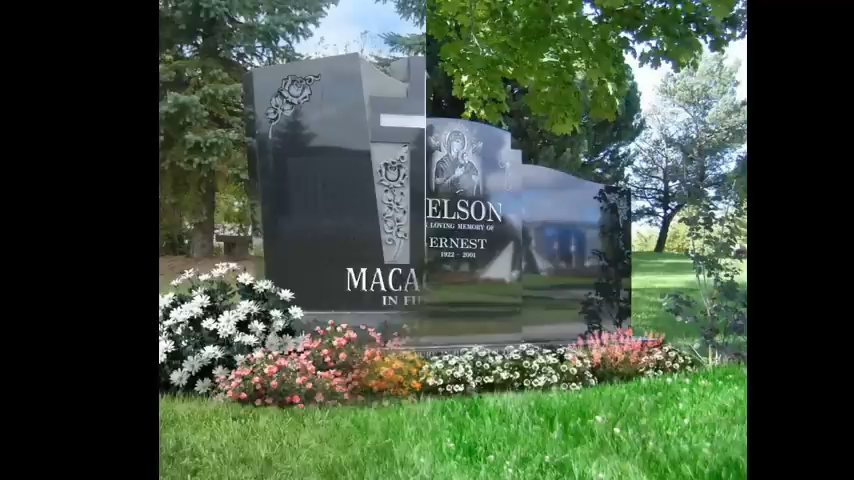 MACA
IN FI
ELSON
LOVING MEMORY OF
ERNEST
1922 - 2001